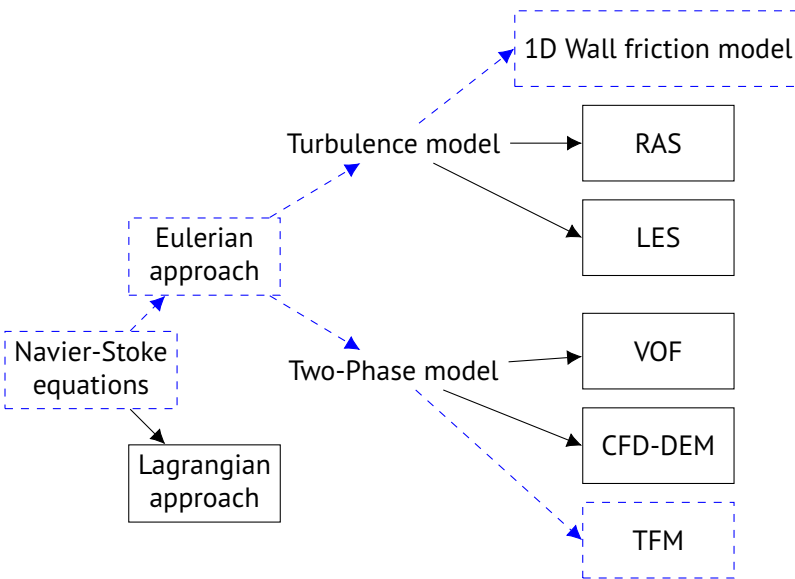 1D Wall friction model
Turbulence model
RAS
LES
Eulerian
approach
Navier-Stoke
equations
Two-Phase model
VOF
CFD-DEM
Lagrangian
approach
TFM